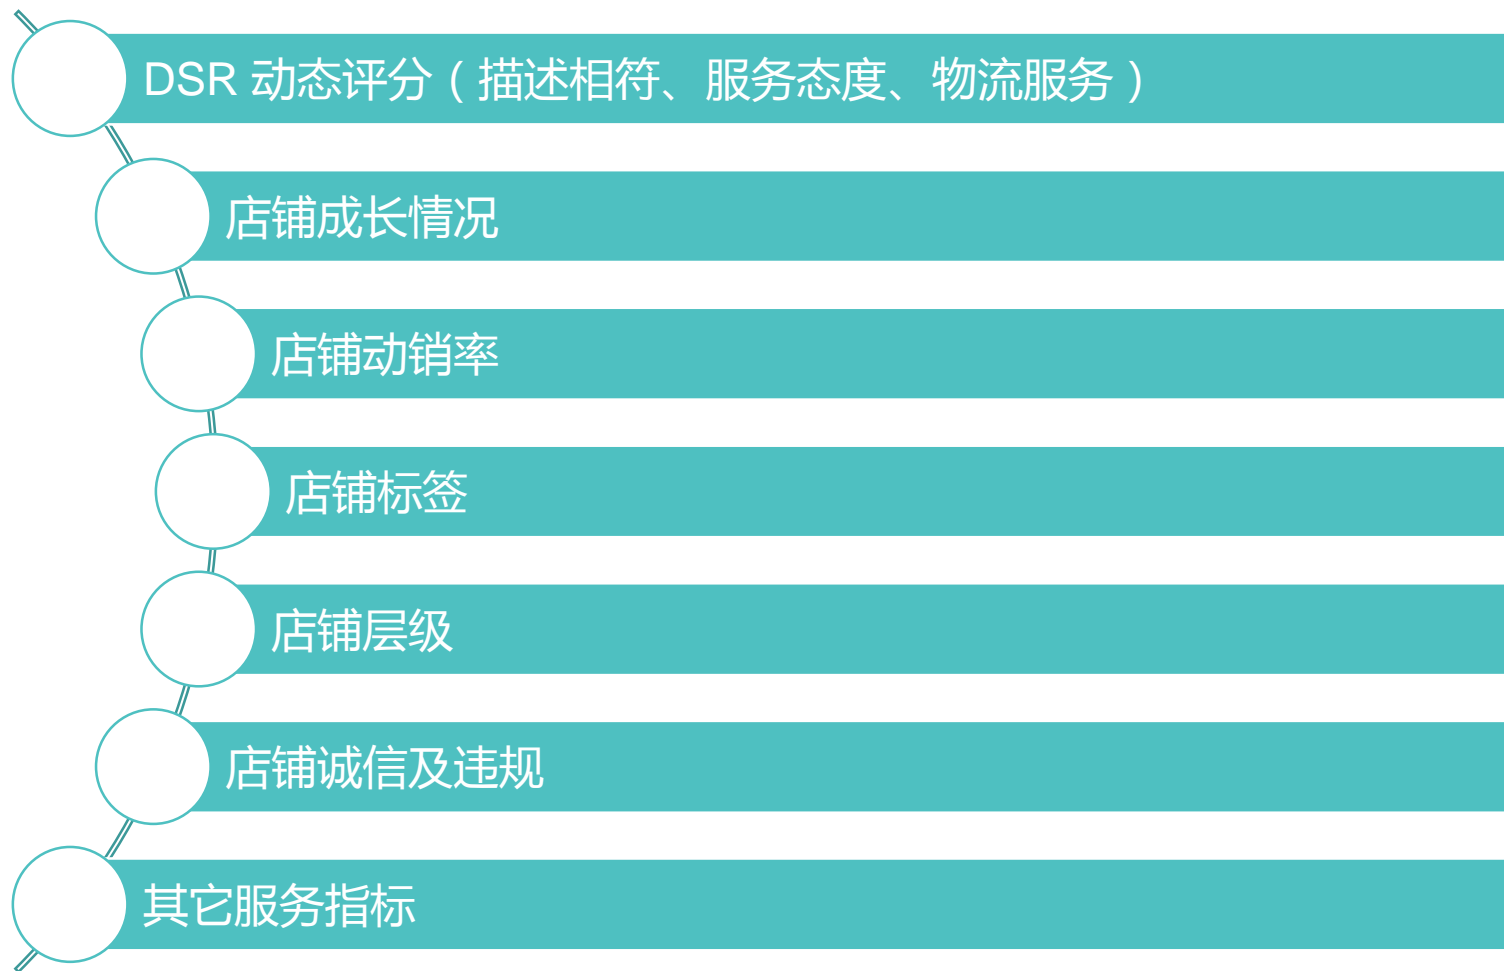 DSR 动态评分（描述相符、服务态度、物流服务）
店铺成长情况
店铺动销率
店铺标签
店铺层级
店铺诚信及违规
其它服务指标